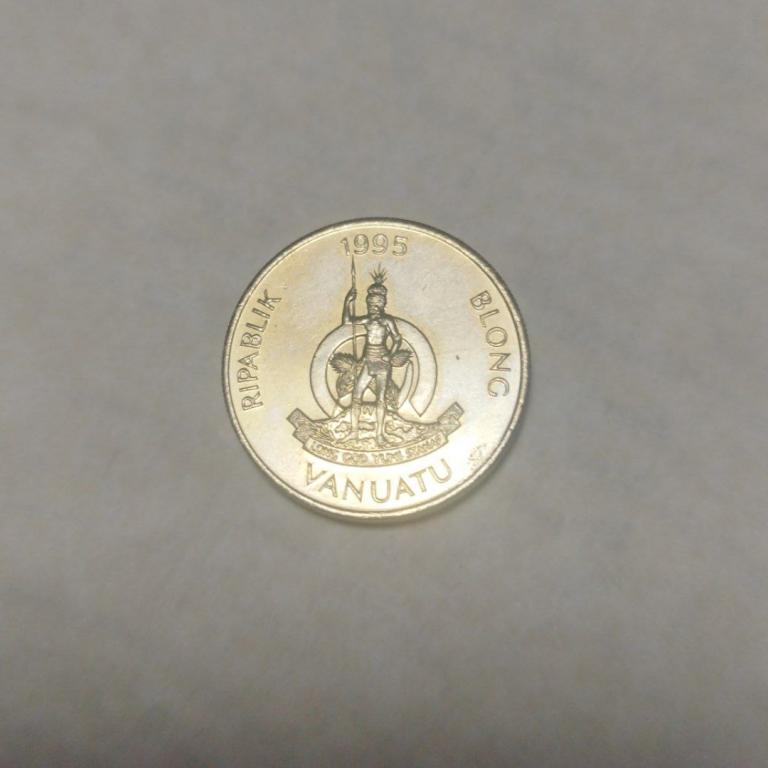 1995
RIPABLIK
BLONG
LONG GOD YUMI STANAP
VANUATU